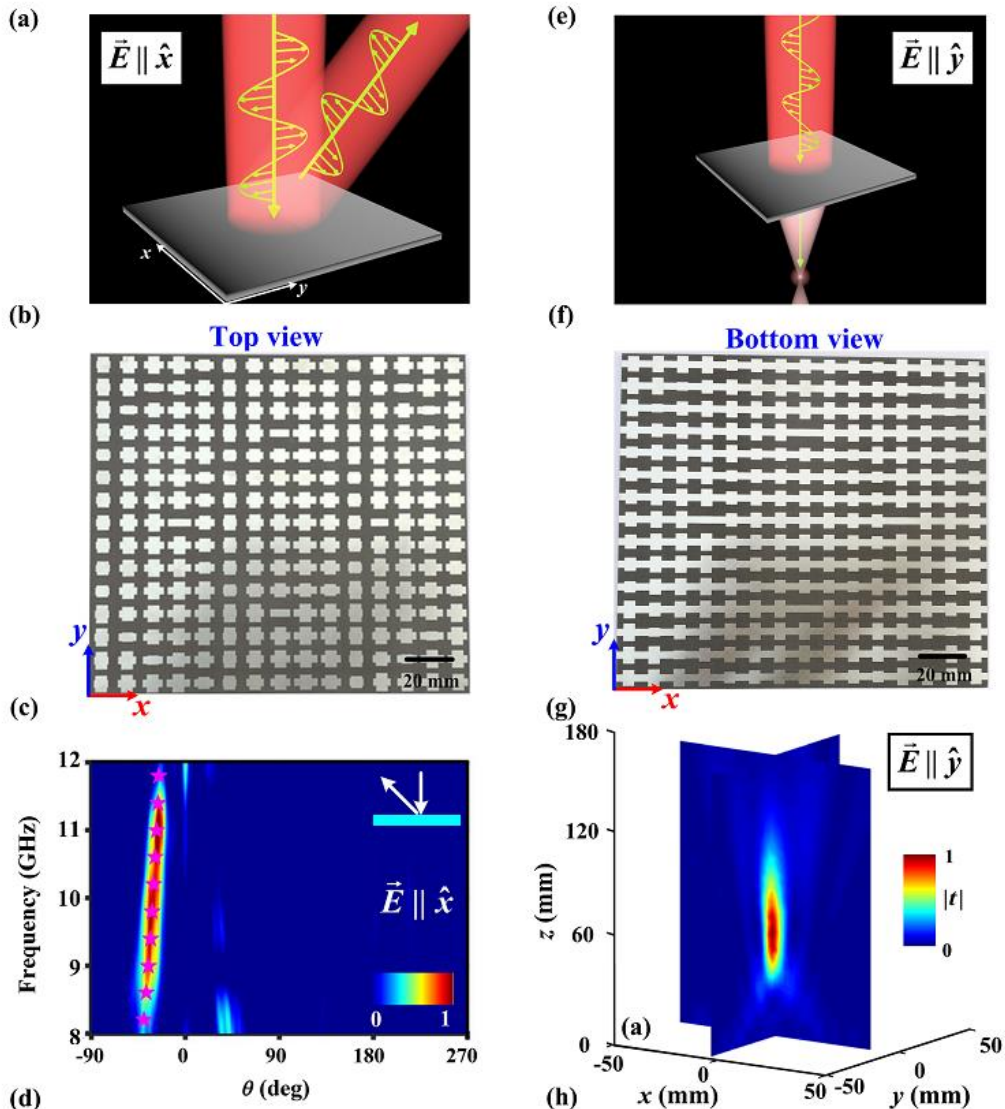 (a)
E⃗ ∥ x̂
x
y
(e)
E⃗ ∥ ŷ
(b)
Top view
y
x
20 mm
(f)
Bottom view
y
x
20 mm
(c)
12
11
10
9
8
Frequency (GHz)
-90
0
90
180
270
θ (deg)
E⃗ ∥ x̂
0
1
(g)
180
120
60
0
z (mm)
E⃗ ∥ ŷ
1
|t|
0
(a)
-50
0
50
x (mm)
-50
0
50
y (mm)
(d)
(h)